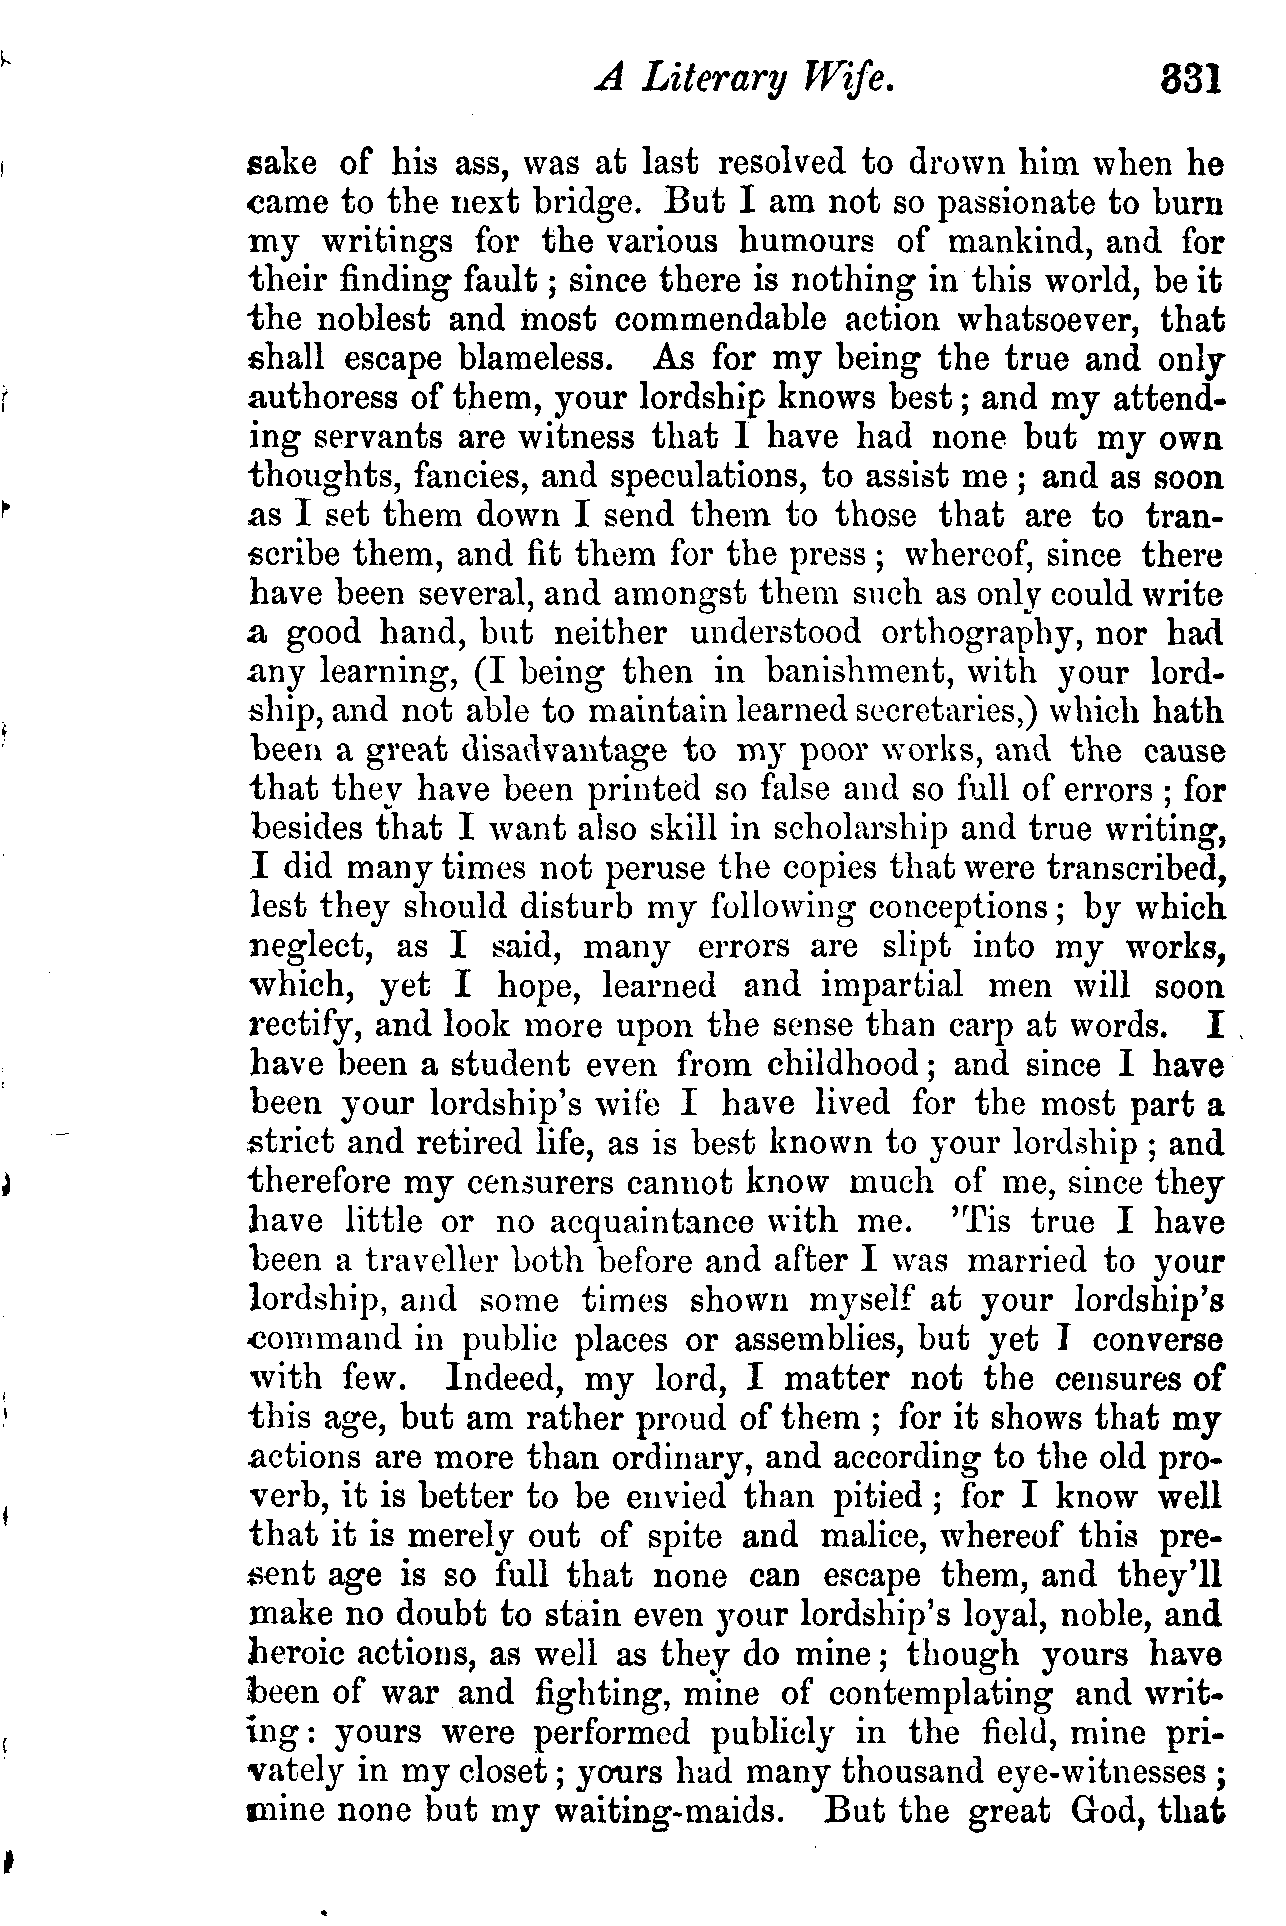 A Literary Wife. 331
sake of his ass, was at last resolved to drown him when he
came to the next bridge. But I am not so passionate to burn
my writings for the various humours of mankind, and for
their finding fault ; since there is nothing in this world, be it
the noblest and most commendable action whatsoever, that
shall escape blameless. As for my being the true and only
authoress of them, your lordship knows best ; and my attend-
ing servants are witness that I have had none but my own
thoughts, fancies, and speculations, to assist me ; and as soon
as I set them down I send them to those that are to tran-
scribe them, and fit them for the press ; whereof, since there
have been several, and amongst them such as only could write
a good hand, but neither understood orthography, nor had
any learning, (I being then in banishment, with your lord-
ship, and not able to maintain learned secretaries,) which hath
been a great disadvantage to my poor works, and the cause
that they have been printed so false and so full of errors ; for
besides that I want also skill in scholarship and true writing,
I did many times not peruse the copies that were transcribed,
lest they should disturb my following conceptions ; by which
neglect, as I said, many errors are slipt into my works,
which, yet I hope, learned and impartial men will soon
rectify, and look more upon the sense than carp at words. I
have been a student even from childhood ; and since I have
been your lordship's wife I have lived for the most part a
strict and retired life, as is best known to your lordship ; and
therefore my censurers cannot know much of me, since they
have little or no acquaintance with me. 'Tis true I have
been a traveller both before and after I was married to your
lordship, and some times shown myself at your lordship's
command in public places or assemblies, but yet I converse
with few. Indeed, my lord, I matter not the censures of
this age, but am rather proud of them ; for it shows that my
actions are more than ordinary, and according to the old pro-
verb, it is better to be envied than pitied ; for I know well
that it is merely out of spite and malice, whereof this pre-
sent age is so full that none can escape them, and they'll
make no doubt to stain even your lordship's loyal, noble, and
heroic actions, as well as they do mine ; though yours have
been of war and fighting, mine of contemplating and writ-
ing : yours were performed publicly in the field, mine pri-
vately in my closet ; yours had many thousand eye-witnesses ;
mine none but my waiting-maids. But the great God, that